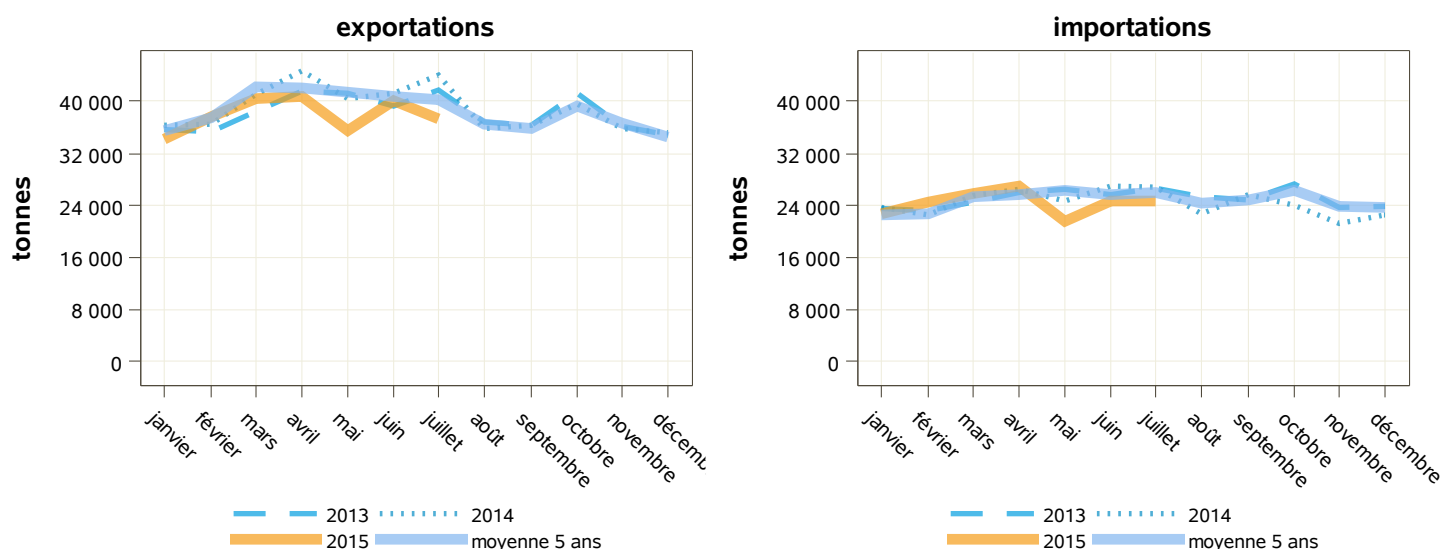 exportations
tonnes
40 000
32 000
24 000
16 000
8 000
0
janvier
février
mars
avril
mai
juin
juillet
août
septembre
octobre
novembre
décemb
2013
2014
2015
moyenne 5 ans
importations
tonnes
40 000
32 000
24 000
16 000
8 000
0
janvier
février
mars
avril
mai
juin
juillet
août
septembre
octobre
novembre
décembre
2013
2014
2015
moyenne 5 ans